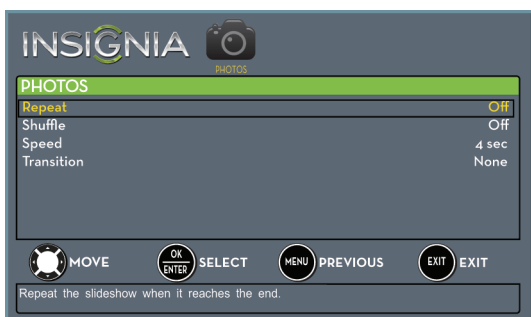 INSIGNIA
PHOTOS
PHOTOS
Repeat Off
Shuffle Off
Speed 4 sec
Transition None
MOVE OK ENTER SELECT MENU PREVIOUS EXIT EXIT
Repeat the slideshow when it reaches the end.